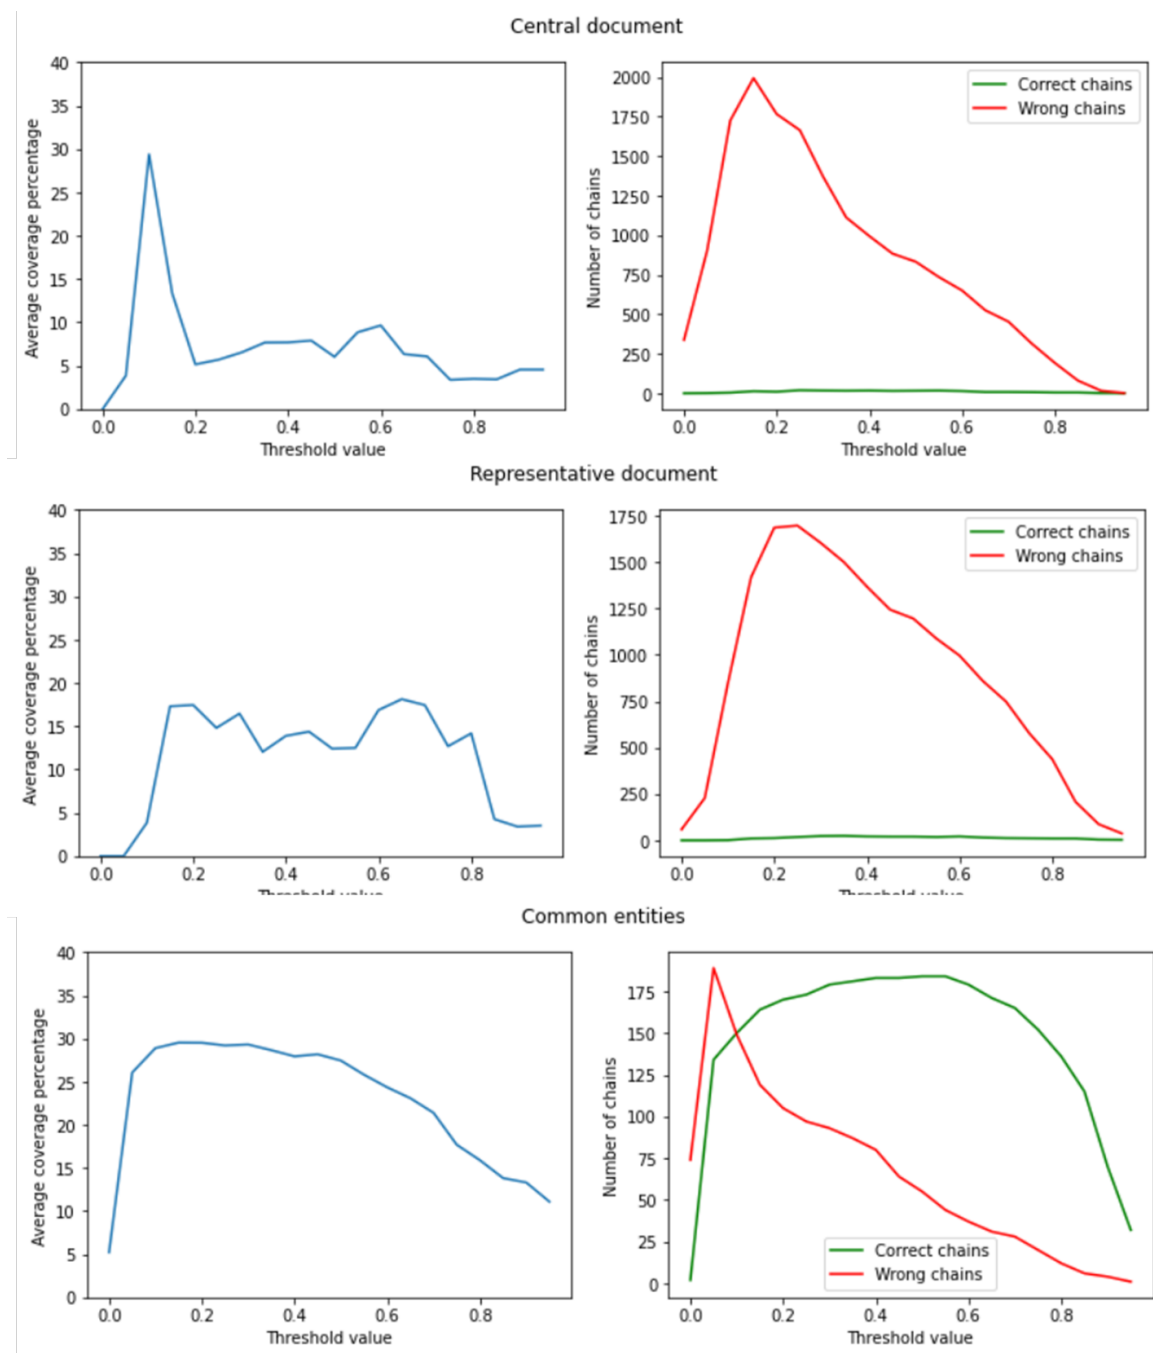 Central document
40
35
30
25
20
15
10
5
0
Average coverage percentage
0.0 0.2 0.4 0.6 0.8
Threshold value
2000
1750
1500
1250
1000
750
500
250
0
Number of chains
Correct chains
Wrong chains
0.0 0.2 0.4 0.6 0.8
Threshold value
Representative document
40
35
30
25
20
15
10
5
0
Average coverage percentage
0.0 0.2 0.4 0.6 0.8
Threshold value
1750
1500
1250
1000
750
500
250
0
Number of chains
Correct chains
Wrong chains
0.0 0.2 0.4 0.6 0.8
Threshold value
Common entities
40
35
30
25
20
15
10
5
0
Average coverage percentage
0.0 0.2 0.4 0.6 0.8
Threshold value
175
150
125
100
75
50
25
0
Number of chains
Correct chains
Wrong chains
0.0 0.2 0.4 0.6 0.8
Threshold value